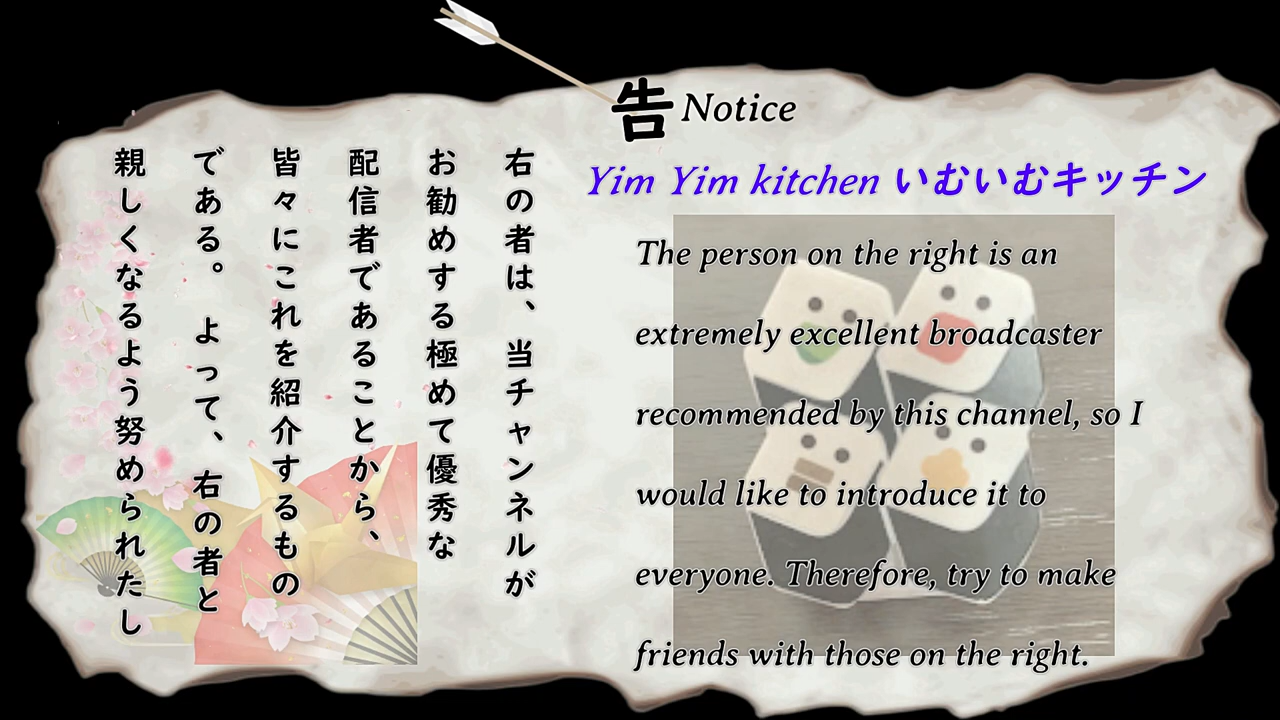 告 Notice
Yim Yim kitchen いむいむキッチン
右の者は、当チャンネルが
お勧めする極めて優秀な
配信者であることから、
皆々にこれを紹介するもの
である。 よって、右の者と
親しくなるよう努められたし
The person on the right is an
extremely excellent broadcaster
recommended by this channel, so I
would like to introduce it to
everyone. Therefore, try to make
friends with those on the right.